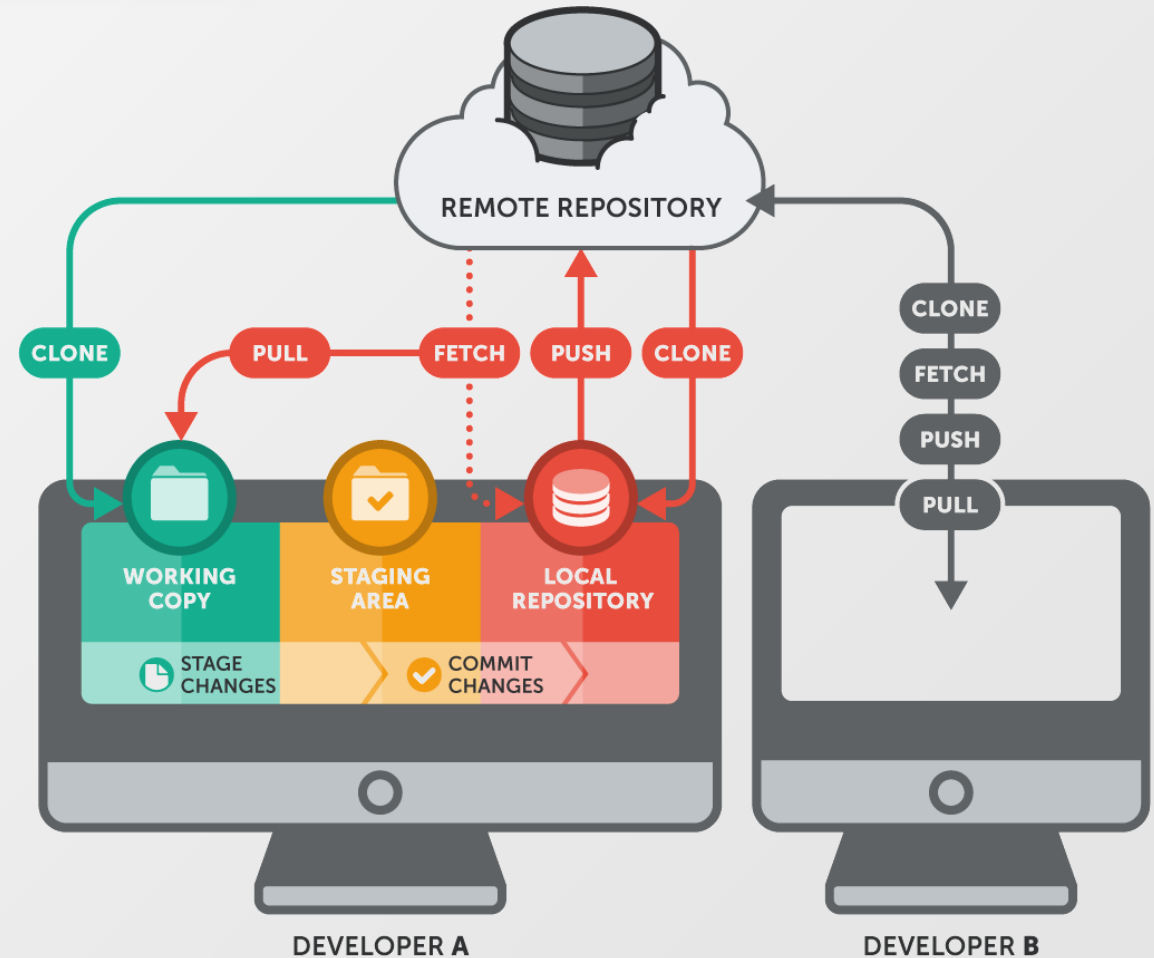 REMOTE REPOSITORY
CLONE
PULL
FETCH
PUSH
CLONE
CLONE
FETCH
PUSH
PULL
WORKING
COPY
STAGING
AREA
LOCAL
REPOSITORY
STAGE
CHANGES
COMMIT
CHANGES
DEVELOPER A
DEVELOPER B